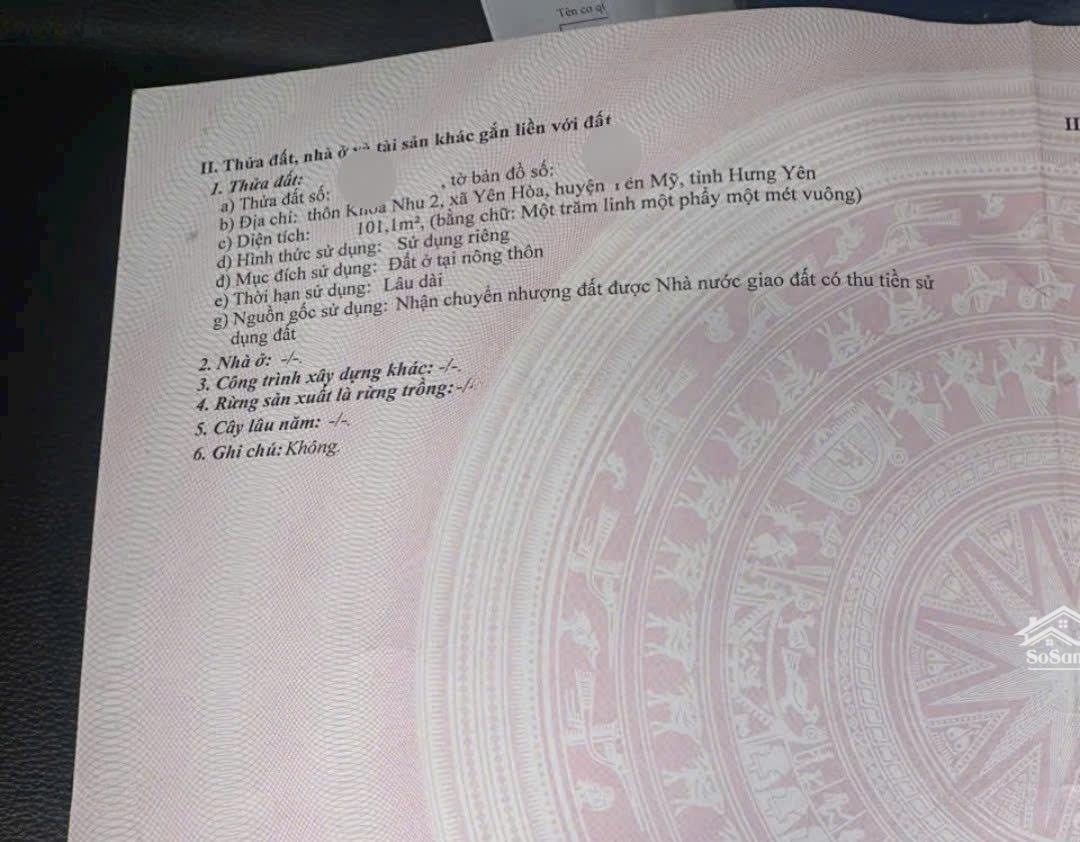 Tên cơ q
II. Thửa đất, nhà ở và tài sản khác gắn liền với đất
II
1. Thửa đất:
a) Thửa đất số: , tờ bản đồ số:
b) Địa chỉ: thôn Khóa Nhu 2, xã Yên Hòa, huyện Yên Mỹ, tỉnh Hưng Yên
c) Diện tích: 101,1m², (bằng chữ: Một trăm linh một phẩy một mét vuông)
d) Hình thức sử dụng: Sử dụng riêng
đ) Mục đích sử dụng: Đất ở tại nông thôn
e) Thời hạn sử dụng: Lâu dài
g) Nguồn gốc sử dụng: Nhận chuyển nhượng đất được Nhà nước giao đất có thu tiền sử
dụng đất
2. Nhà ở: -/-.
3. Công trình xây dựng khác: -/-.
4. Rừng sản xuất là rừng trồng: -/-.
5. Cây lâu năm: -/-.
6. Ghi chú: Không.
SoSan